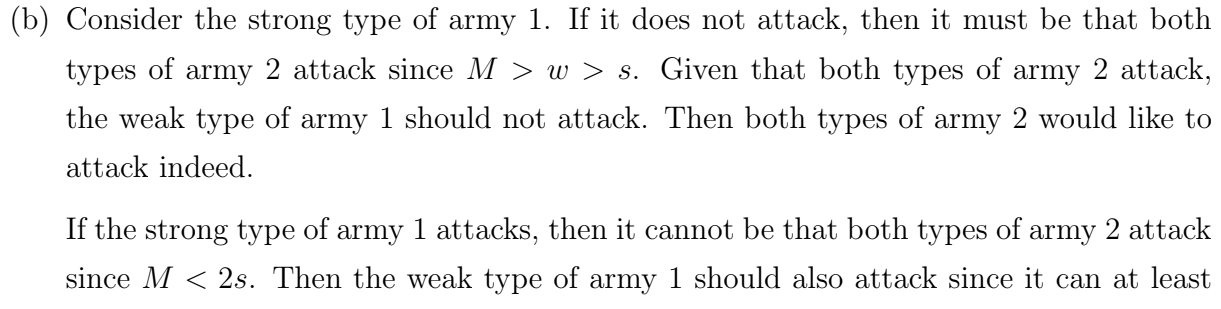 (b) Consider the strong type of army 1. If it does not attack, then it must be that both
types of army 2 attack since M > w > s. Given that both types of army 2 attack,
the weak type of army 1 should not attack. Then both types of army 2 would like to
attack indeed.
If the strong type of army 1 attacks, then it cannot be that both types of army 2 attack
since M < 2s. Then the weak type of army 1 should also attack since it can at least